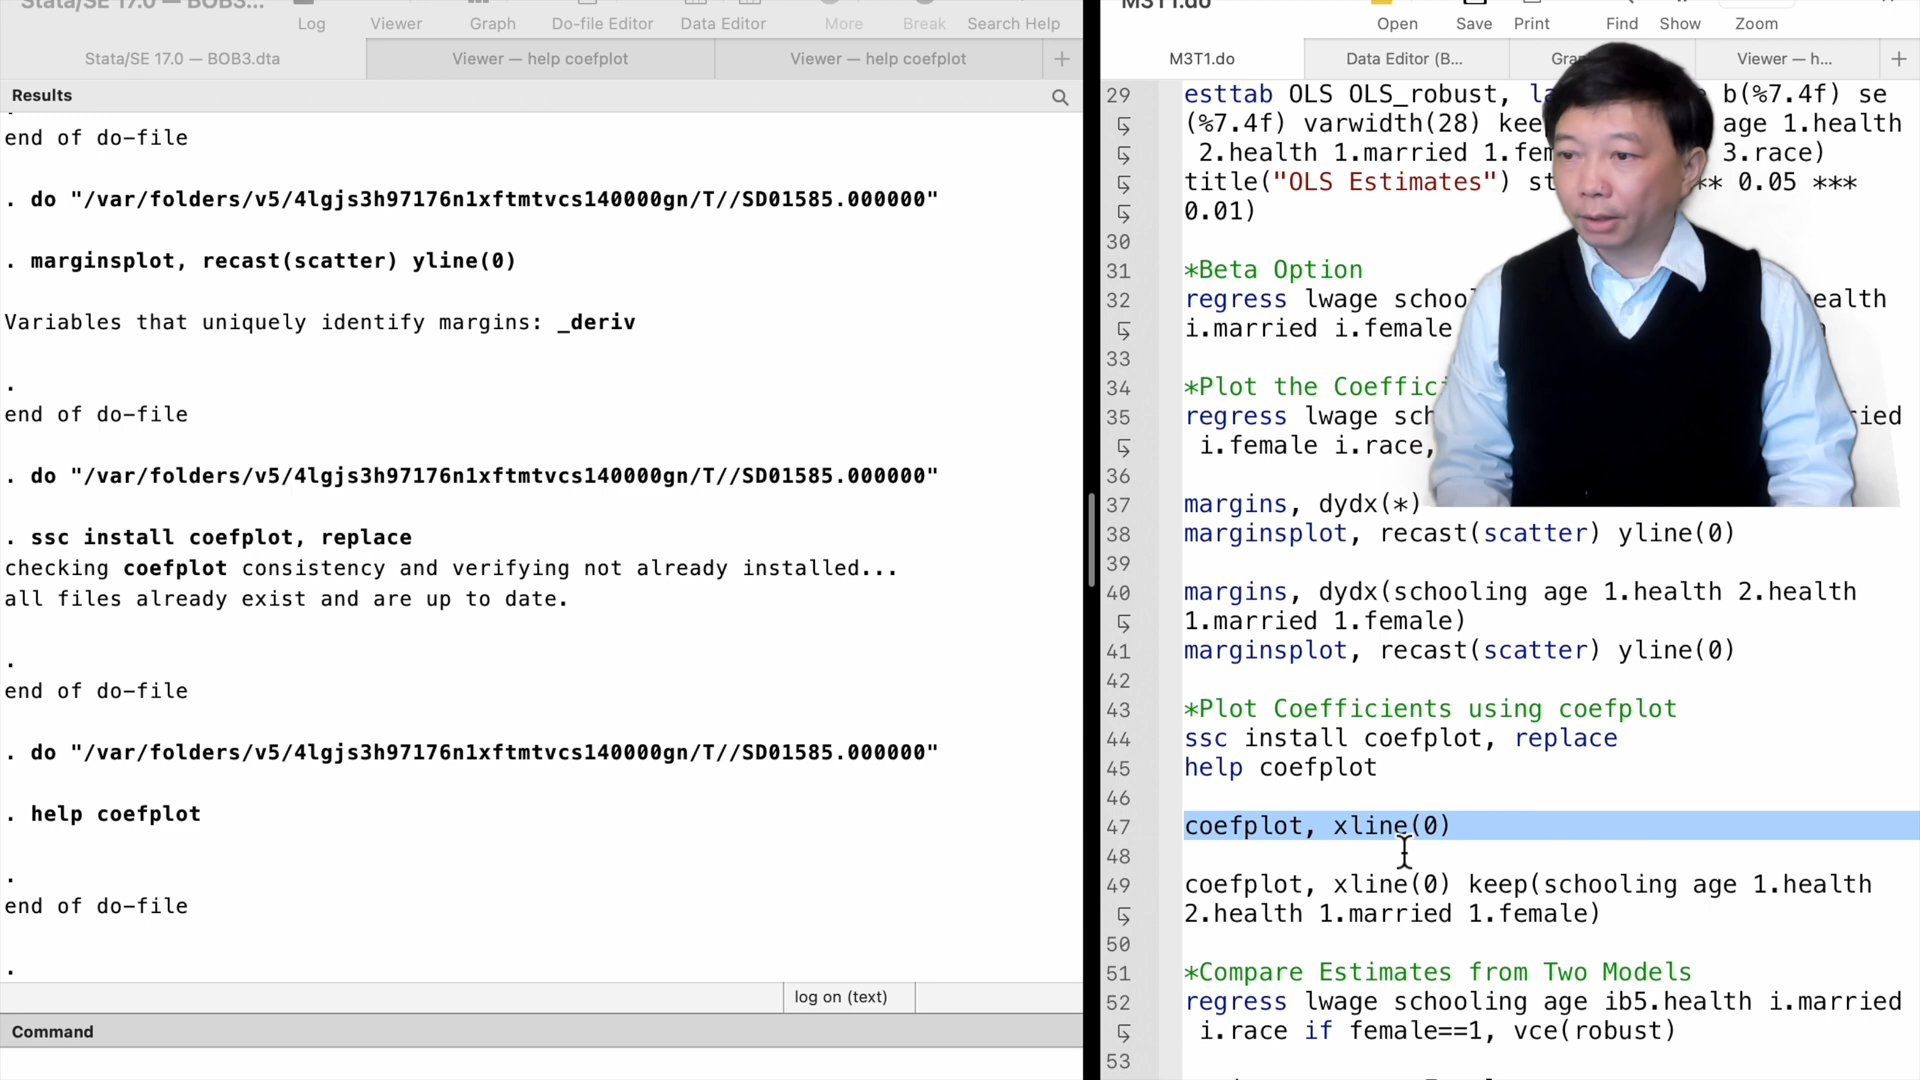 Stata/SE 17.0 — BOB3...
Log
Viewer
Graph
Do-file Editor
Data Editor
More
Break
Search Help
Stata/SE 17.0 — BOB3.dta
Viewer — help coefplot
Viewer — help coefplot
+
Results
.
end of do-file
. do "/var/folders/v5/4lgjs3h97176n1xftmtvcs140000gn/T//SD01585.000000"
. marginsplot, recast(scatter) yline(0)
Variables that uniquely identify margins: _deriv
.
end of do-file
. do "/var/folders/v5/4lgjs3h97176n1xftmtvcs140000gn/T//SD01585.000000"
. ssc install coefplot, replace
checking coefplot consistency and verifying not already installed...
all files already exist and are up to date.
.
end of do-file
. do "/var/folders/v5/4lgjs3h97176n1xftmtvcs140000gn/T//SD01585.000000"
. help coefplot
.
end of do-file
.
log on (text)
Command
M3T1.do
Open
Save
Print
Find
Show
Zoom
M3T1.do
Data Editor (B...
Gra
Viewer — h...
+
29 esttab OLS OLS_robust, la b(%7.4f) se
(%7.4f) varwidth(28) kee age 1.health
2.health 1.married 1.fem 3.race)
title("OLS Estimates") st ** 0.05 ***
0.01)
30
31 *Beta Option
32 regress lwage school health
i.married i.female
33
34 *Plot the Coeffici
35 regress lwage sch ried
i.female i.race,
36
37 margins, dydx(*)
38 marginsplot, recast(scatter) yline(0)
39
40 margins, dydx(schooling age 1.health 2.health
1.married 1.female)
41 marginsplot, recast(scatter) yline(0)
42
43 *Plot Coefficients using coefplot
44 ssc install coefplot, replace
45 help coefplot
46
47 coefplot, xline(0)
48
49 coefplot, xline(0) keep(schooling age 1.health
2.health 1.married 1.female)
50
51 *Compare Estimates from Two Models
52 regress lwage schooling age ib5.health i.married
i.race if female==1, vce(robust)
53